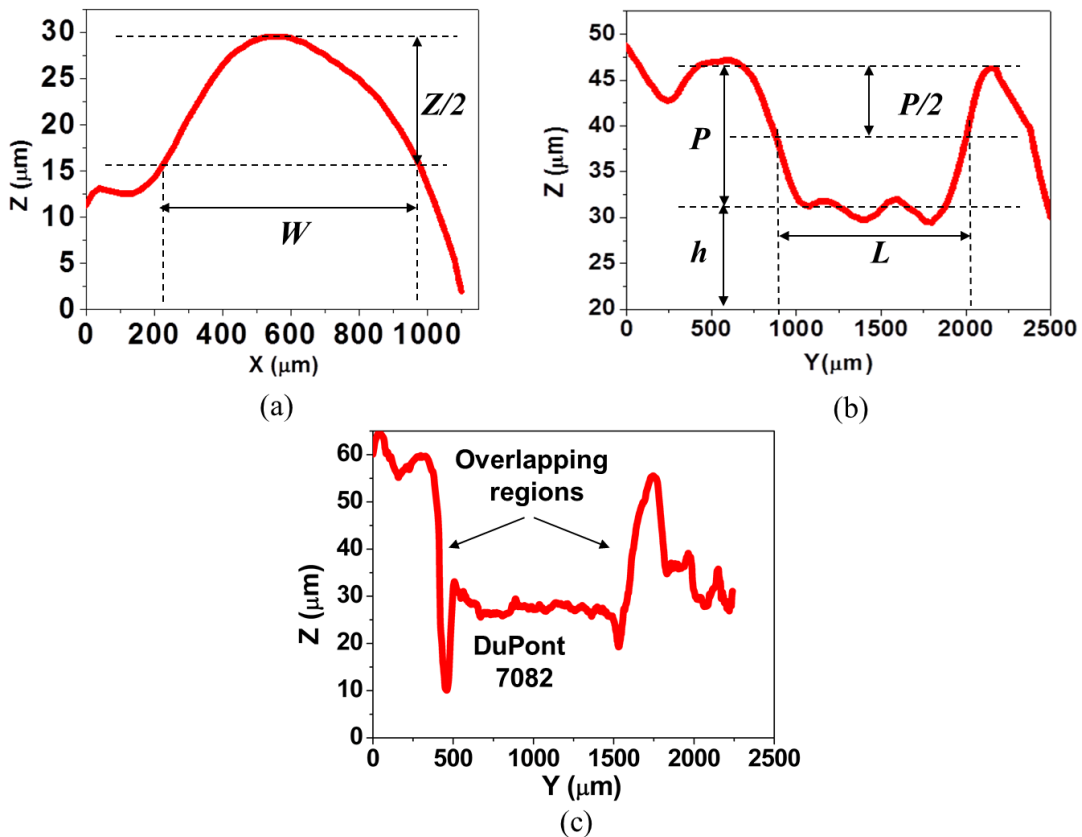 30
25
20
15
10
5
0
Z (μm)
Z/2
W
0 200 400 600 800 1000
X (μm)
(a)
50
45
40
35
30
25
20
Z (μm)
P
P/2
h
L
0 500 1000 1500 2000 2500
Y(μm)
(b)
60
50
40
30
20
10
0
Z (μm)
Overlapping
regions
DuPont
7082
0 500 1000 1500 2000 2500
Y (μm)
(c)